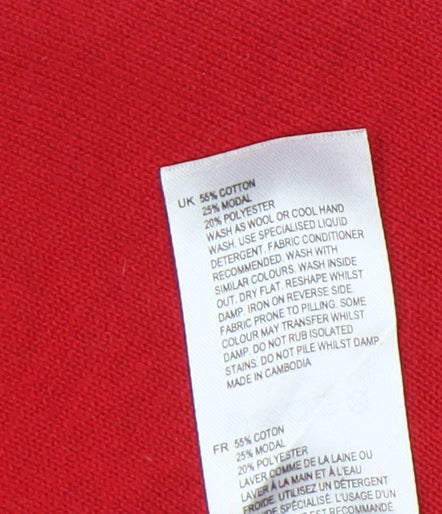 UK 55% COTTON
25% MODAL
20% POLYESTER
WASH AS WOOL OR COOL HAND
WASH. USE SPECIALISED LIQUID
DETERGENT. FABRIC CONDITIONER
RECOMMENDED. WASH WITH
SIMILAR COLOURS. WASH INSIDE
OUT. DRY FLAT. RESHAPE WHILST
DAMP. IRON ON REVERSE SIDE.
FABRIC PRONE TO PILLING. SOME
COLOUR MAY TRANSFER WHILST
DAMP. DO NOT RUB ISOLATED
STAINS. DO NOT PILE WHILST DAMP.
MADE IN CAMBODIA
FR 55% COTON
25% MODAL
20% POLYESTER
LAVER COMME DE LA LAINE OU
LAVER À LA MAIN ET À L'EAU
FROIDE. UTILISEZ UN DÉTERGENT
SPÉCIALISÉ. L'USAGE D'UN
EST RECOMMANDÉ.